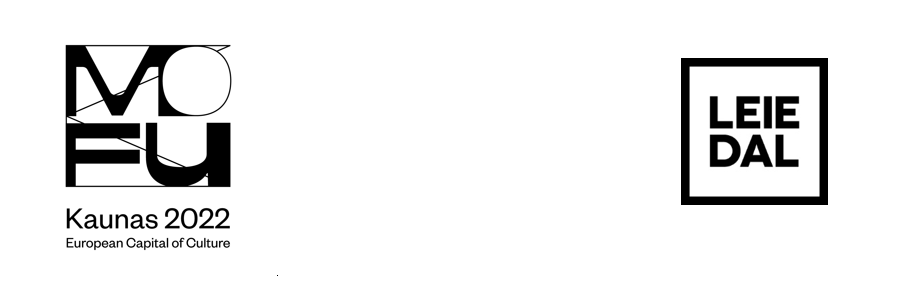 MO
FU
Kaunas 2022
European Capital of Culture
LEIE
DAL